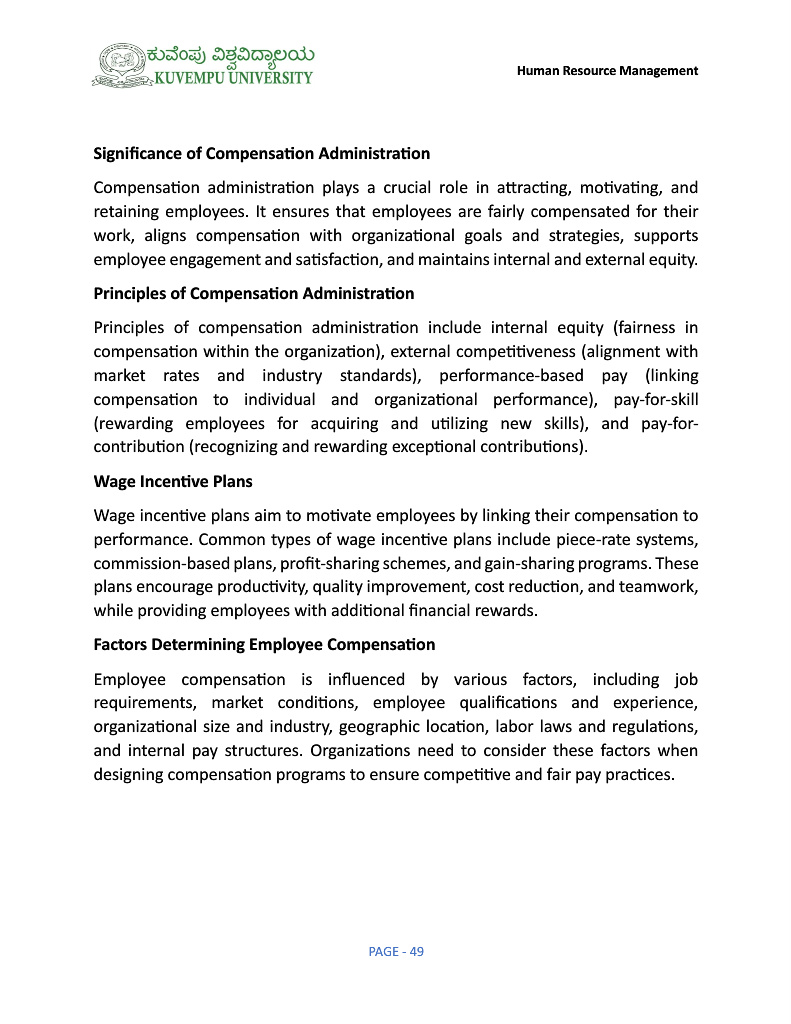 ಕುವೆಂಪು ವಿಶ್ವವಿದ್ಯಾಲಯ
KUVEMPU UNIVERSITY
Human Resource Management
Significance of Compensation Administration
Compensation administration plays a crucial role in attracting, motivating, and
retaining employees. It ensures that employees are fairly compensated for their
work, aligns compensation with organizational goals and strategies, supports
employee engagement and satisfaction, and maintains internal and external equity.
Principles of Compensation Administration
Principles of compensation administration include internal equity (fairness in
compensation within the organization), external competitiveness (alignment with
market rates and industry standards), performance-based pay (linking
compensation to individual and organizational performance), pay-for-skill
(rewarding employees for acquiring and utilizing new skills), and pay-for-
contribution (recognizing and rewarding exceptional contributions).
Wage Incentive Plans
Wage incentive plans aim to motivate employees by linking their compensation to
performance. Common types of wage incentive plans include piece-rate systems,
commission-based plans, profit-sharing schemes, and gain-sharing programs. These
plans encourage productivity, quality improvement, cost reduction, and teamwork,
while providing employees with additional financial rewards.
Factors Determining Employee Compensation
Employee compensation is influenced by various factors, including job
requirements, market conditions, employee qualifications and experience,
organizational size and industry, geographic location, labor laws and regulations,
and internal pay structures. Organizations need to consider these factors when
designing compensation programs to ensure competitive and fair pay practices.
PAGE - 49